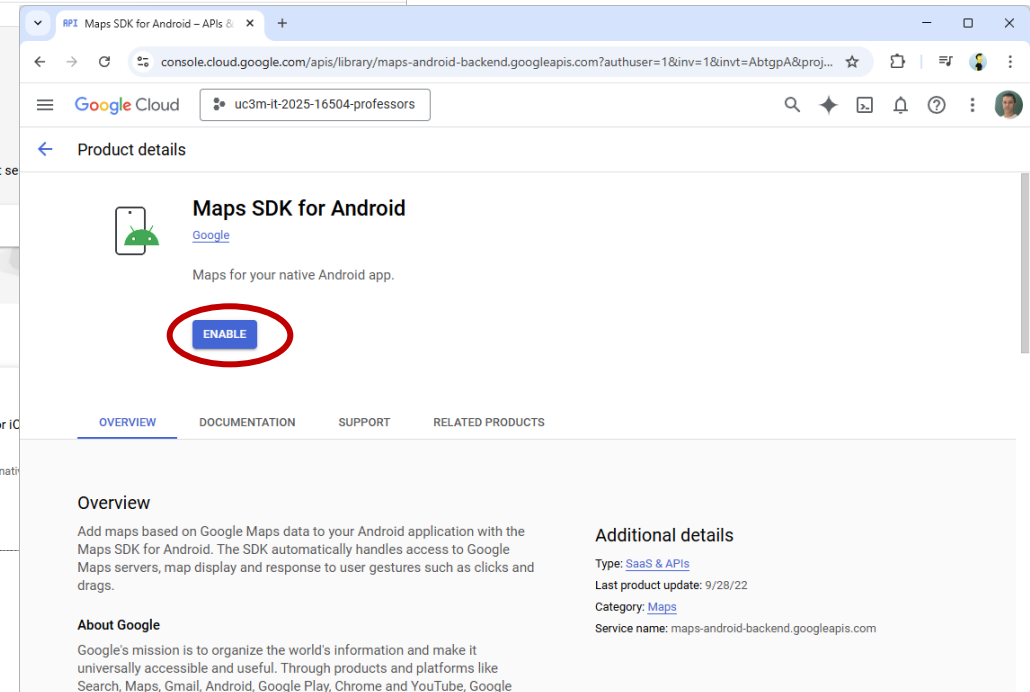 API Maps SDK for Android – APIs &
console.cloud.google.com/apis/library/maps-android-backend.googleapis.com?authuser=1&inv=1&invt=AbtgpA&proj...
Google Cloud
uc3m-it-2025-16504-professors
Product details
Maps SDK for Android
Google
Maps for your native Android app.
ENABLE
OVERVIEW DOCUMENTATION SUPPORT RELATED PRODUCTS
Overview
Add maps based on Google Maps data to your Android application with the
Maps SDK for Android. The SDK automatically handles access to Google
Maps servers, map display and response to user gestures such as clicks and
drags.
About Google
Google's mission is to organize the world's information and make it
universally accessible and useful. Through products and platforms like
Search, Maps, Gmail, Android, Google Play, Chrome and YouTube, Google
Additional details
Type: SaaS & APIs
Last product update: 9/28/22
Category: Maps
Service name: maps-android-backend.googleapis.com